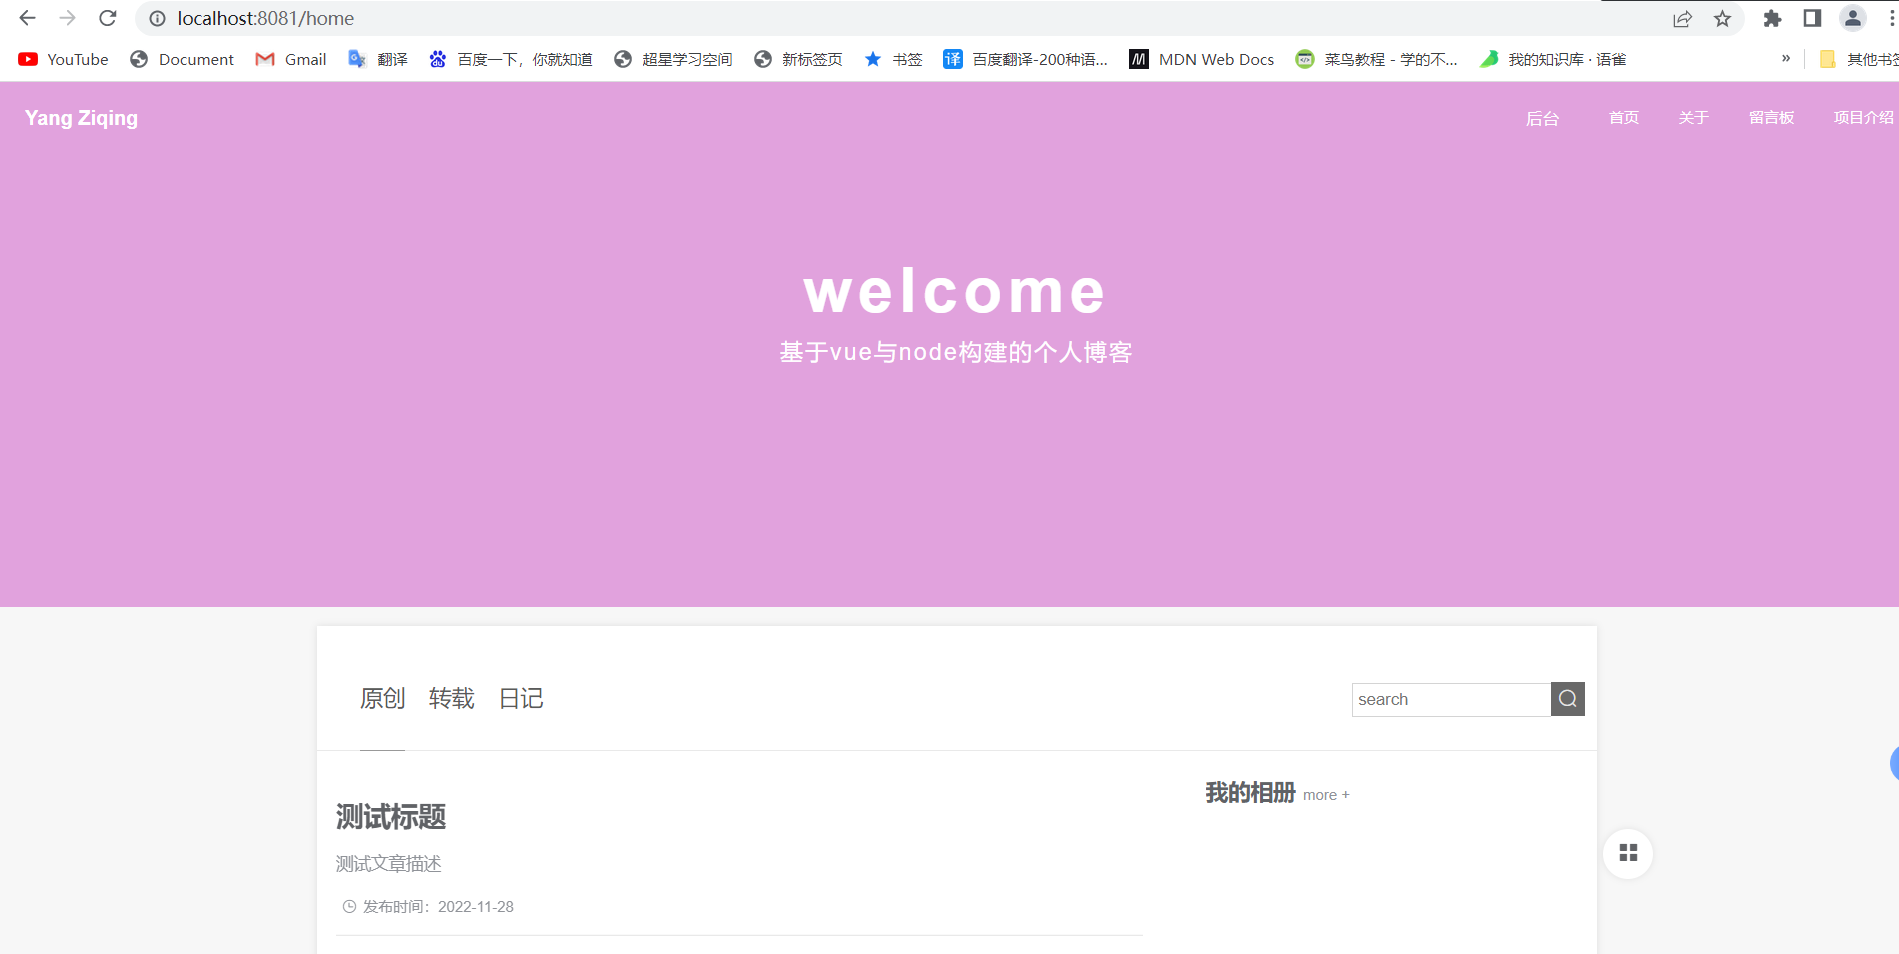 localhost:8081/home
YouTube Document Gmail 翻译 百度一下，你就知道 超星学习空间 新标签页 书签 译 百度翻译-200种语... M MDN Web Docs 菜鸟教程 - 学的不... 我的知识库 · 语雀 » 其他书签
Yang Ziqing 后台 首页 关于 留言板 项目介绍
welcome
基于vue与node构建的个人博客
原创 转载 日记 search
我的相册 more +
测试标题
测试文章描述
发布时间：2022-11-28